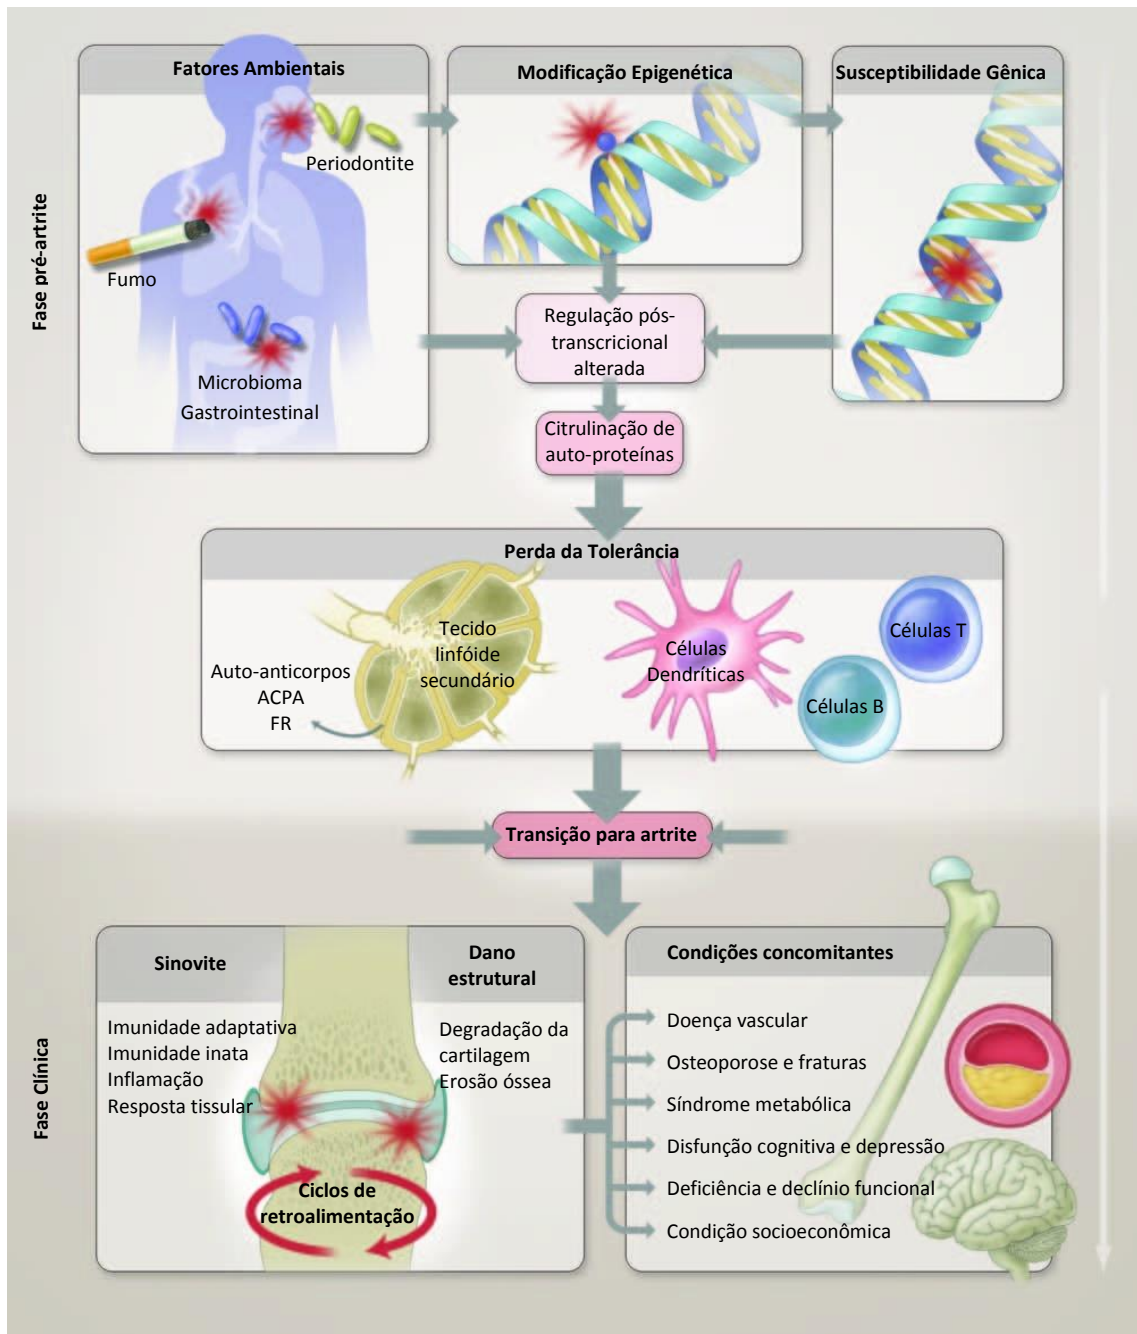 Fatores Ambientais
Modificação Epigenética
Susceptibilidade Gênica
Periodontite
Fumo
Microbioma
Gastrointestinal
Fase pré-artrite
Regulação pós-
transcricional
alterada
Citrulinação de
auto-proteínas
Perda da Tolerância
Tecido
linfóide
secundário
Auto-anticorpos
ACPA
FR
Células
Dendríticas
Células T
Células B
Transição para artrite
Fase Clínica
Sinovite
Imunidade adaptativa
Imunidade inata
Inflamação
Resposta tissular
Dano
estrutural
Degradação da
cartilagem
Erosão óssea
Ciclos de
retroalimentação
Condições concomitantes
Doença vascular
Osteoporose e fraturas
Síndrome metabólica
Disfunção cognitiva e depressão
Deficiência e declínio funcional
Condição socioeconômica